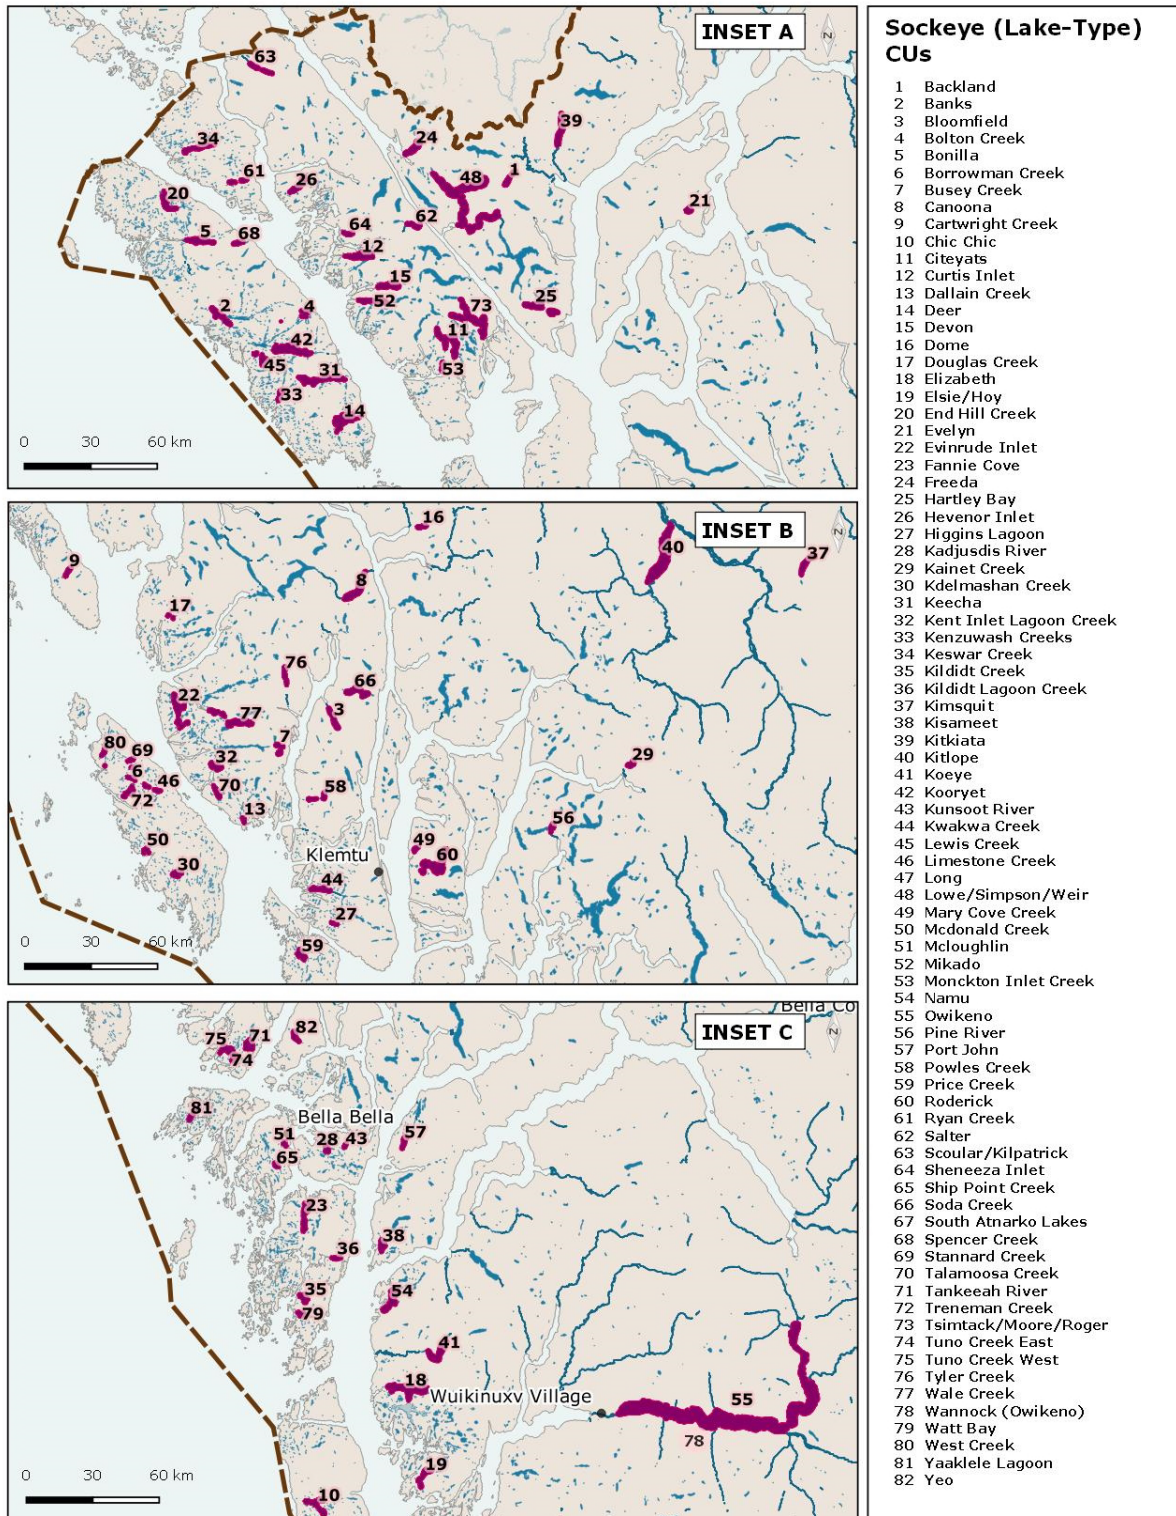 INSET A
N
63
39
34
24
48
1
61
26
20
21
64
62
5
68
12
15
52
25
2
4
73
11
42
45
53
31
33
14
0 30 60 km
INSET B
N
16
40
37
9
8
17
76
66
22
3
77
7
80
69
32
29
6
46
70
58
72
13
56
50
49
Klemtu
60
30
44
27
59
0 30 60 km
Bella Co
INSET C
N
82
75
71
74
81
Bella Bella
57
51
28
43
65
23
38
36
35
54
79
41
18
Wuikinuxv Village
55
78
19
10
0 30 60 km
Sockeye (Lake-Type)
CUs
1 Backland
2 Banks
3 Bloomfield
4 Bolton Creek
5 Bonilla
6 Borrowman Creek
7 Busey Creek
8 Canoona
9 Cartwright Creek
10 Chic Chic
11 Citeyats
12 Curtis Inlet
13 Dallain Creek
14 Deer
15 Devon
16 Dome
17 Douglas Creek
18 Elizabeth
19 Elsie/Hoy
20 End Hill Creek
21 Evelyn
22 Evinrude Inlet
23 Fannie Cove
24 Freeda
25 Hartley Bay
26 Hevenor Inlet
27 Higgins Lagoon
28 Kadjusdis River
29 Kainet Creek
30 Kdelmashan Creek
31 Keecha
32 Kent Inlet Lagoon Creek
33 Kenzuwash Creeks
34 Keswar Creek
35 Kildidt Creek
36 Kildidt Lagoon Creek
37 Kimsquit
38 Kisameet
39 Kitkiata
40 Kitlope
41 Koeye
42 Kooryet
43 Kunsoot River
44 Kwakwa Creek
45 Lewis Creek
46 Limestone Creek
47 Long
48 Lowe/Simpson/Weir
49 Mary Cove Creek
50 Mcdonald Creek
51 Mcloughlin
52 Mikado
53 Monckton Inlet Creek
54 Namu
55 Owikeno
56 Pine River
57 Port John
58 Powles Creek
59 Price Creek
60 Roderick
61 Ryan Creek
62 Salter
63 Scoular/Kilpatrick
64 Sheneeza Inlet
65 Ship Point Creek
66 Soda Creek
67 South Atnarko Lakes
68 Spencer Creek
69 Stannard Creek
70 Talamoosa Creek
71 Tankeeah River
72 Treneman Creek
73 Tsimtack/Moore/Roger
74 Tuno Creek East
75 Tuno Creek West
76 Tyler Creek
77 Wale Creek
78 Wannock (Owikeno)
79 Watt Bay
80 West Creek
81 Yaaklele Lagoon
82 Yeo